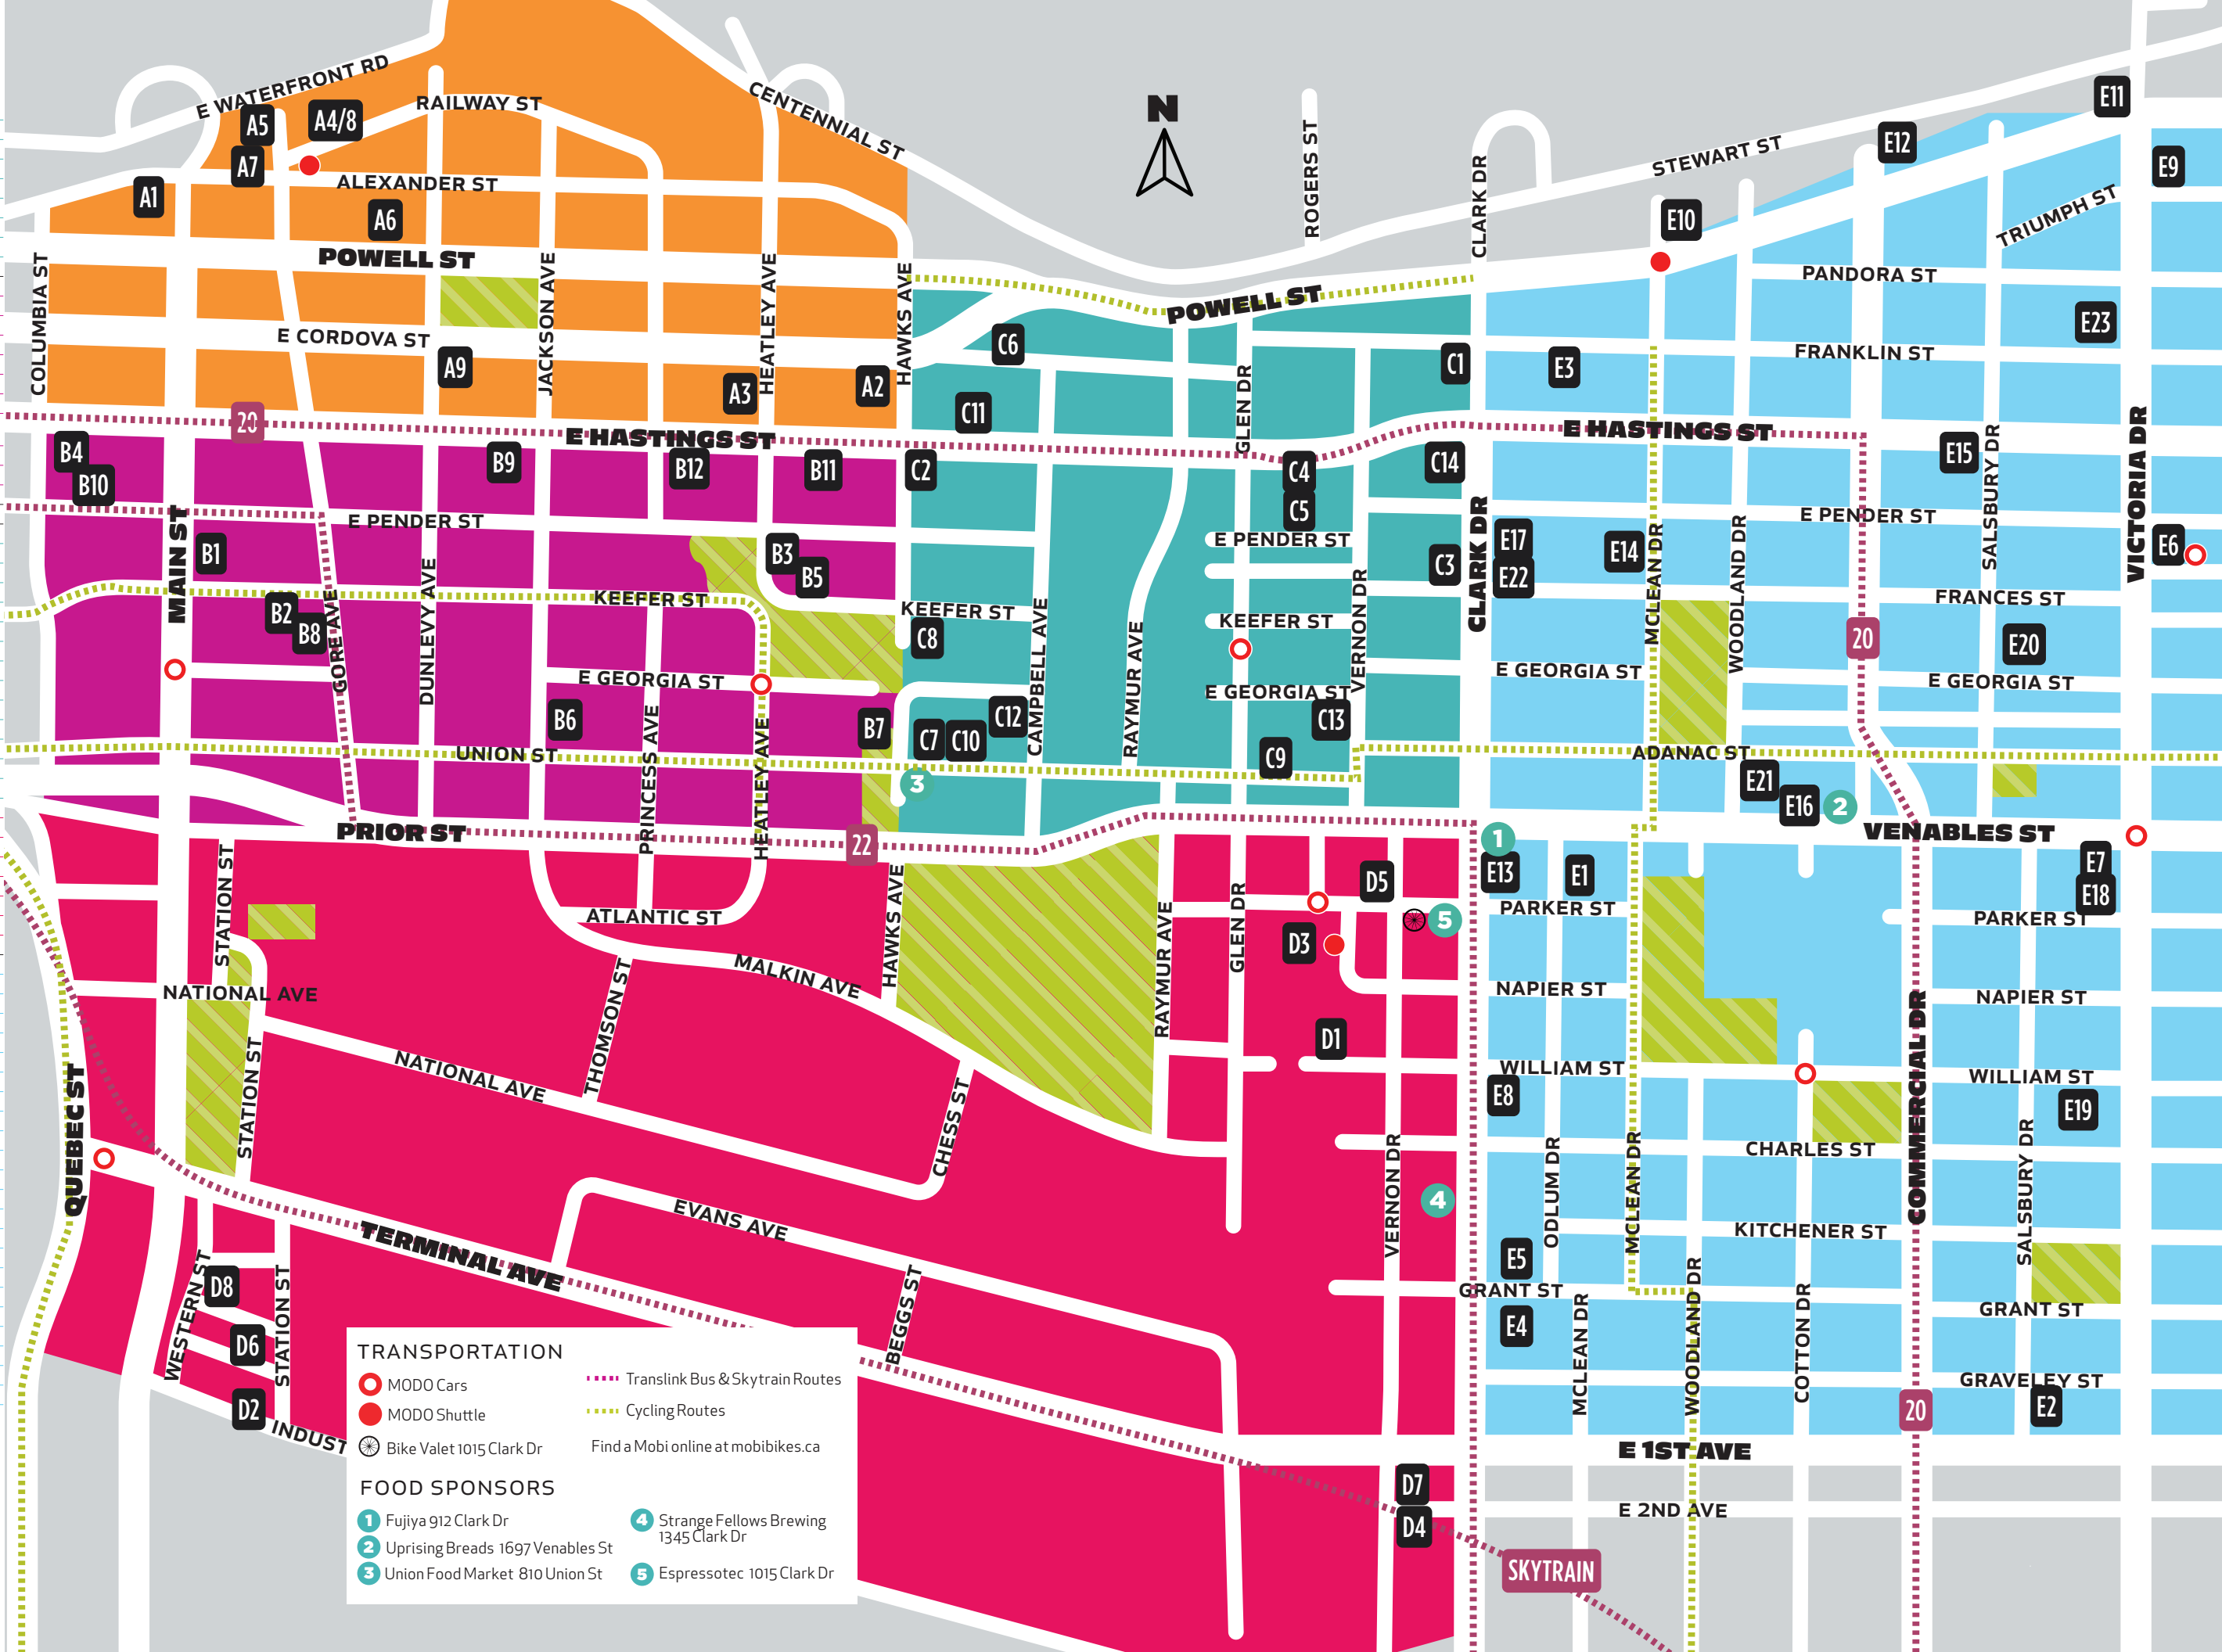 E WATERFRONT RD
A5
A4/8
RAILWAY ST
CENTENNIAL ST
N
ROGERS ST
CLARK DR
STEWART ST
E12
E11
A7
A1
ALEXANDER ST
A6
E10
TRIUMPH ST
E9
POWELL ST
COLUMBIA ST
JACKSON AVE
HEATLEY AVE
HAWKS AVE
POWELL ST
PANDORA ST
E CORDOVA ST
A9
A3
A2
C6
C11
GLEN DR
C1
E3
FRANKLIN ST
E23
20
E HASTINGS ST
E HASTINGS ST
B4
B10
B9
B12
B11
C2
C4
C5
C14
E15
SALSBURY DR
VICTORIA DR
MAIN ST
E PENDER ST
B1
B3
B5
E PENDER ST
C3
CLARK DR
E17
E22
E14
MCLEAN DR
WOODLAND DR
E PENDER ST
E6
B2
B8
GORE AVE
DUNLEVY AVE
KEEFER ST
KEEFER ST
C8
CAMPBELL AVE
RAYMUR AVE
KEEFER ST
VERNON DR
FRANCES ST
20
E20
E GEORGIA ST
E GEORGIA ST
E GEORGIA ST
E GEORGIA ST
B6
PRINCESS AVE
HEATLEY AVE
B7
C7
C10
C12
C13
C9
UNION ST
ADANAC ST
3
E21
E16
2
PRIOR ST
22
1
VENABLES ST
STATION ST
ATLANTIC ST
HAWKS AVE
RAYMUR AVE
GLEN DR
D5
E13
E1
E7
E18
PARKER ST
PARKER ST
D3
5
NATIONAL AVE
MALKIN AVE
NAPIER ST
NAPIER ST
THOMSON ST
D1
QUEBEC ST
STATION ST
NATIONAL AVE
CHESS ST
WILLIAM ST
WILLIAM ST
E8
COMMERCIAL DR
E19
VERNON DR
4
ODLUM DR
MCLEAN DR
CHARLES ST
SALSBURY DR
EVANS AVE
KITCHENER ST
TERMINAL AVE
E5
GRANT ST
GRANT ST
WESTERN ST
D8
D6
STATION ST
BEGGS ST
E4
MCLEAN DR
WOODLAND DR
COTTON DR
GRAVELEY ST
D2
INDUST
20
E2
E 1ST AVE
D7
D4
E 2ND AVE
SKYTRAIN
TRANSPORTATION
MODO Cars
MODO Shuttle
Bike Valet 1015 Clark Dr
Translink Bus & Skytrain Routes
Cycling Routes
Find a Mobi online at mobibikes.ca
FOOD SPONSORS
1 Fujiya 912 Clark Dr
2 Uprising Breads 1697 Venables St
3 Union Food Market 810 Union St
4 Strange Fellows Brewing
1345 Clark Dr
5 Espressotec 1015 Clark Dr